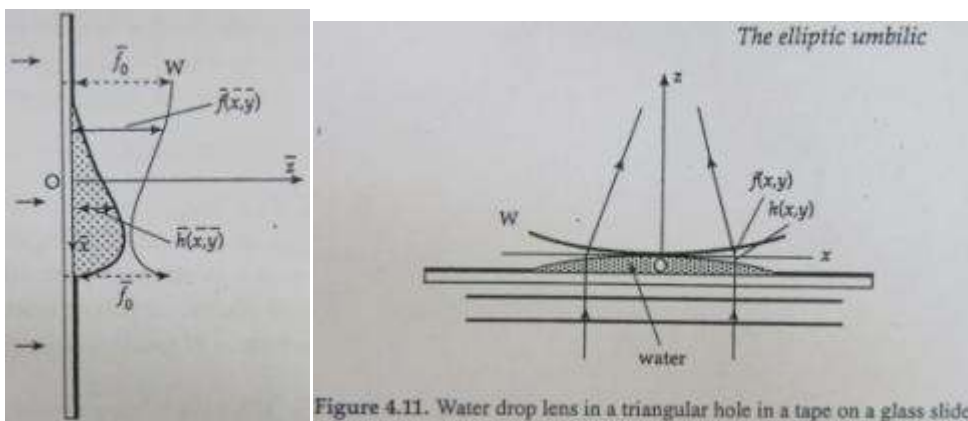 f̄₀
W
f̄(x̄,ȳ)
z̄
O
h̄(x̄,ȳ)
x̄
f̄₀
The elliptic umbilic
z
f(x,y)
h(x,y)
W
x
O
water
Figure 4.11. Water drop lens in a triangular hole in a tape on a glass slide